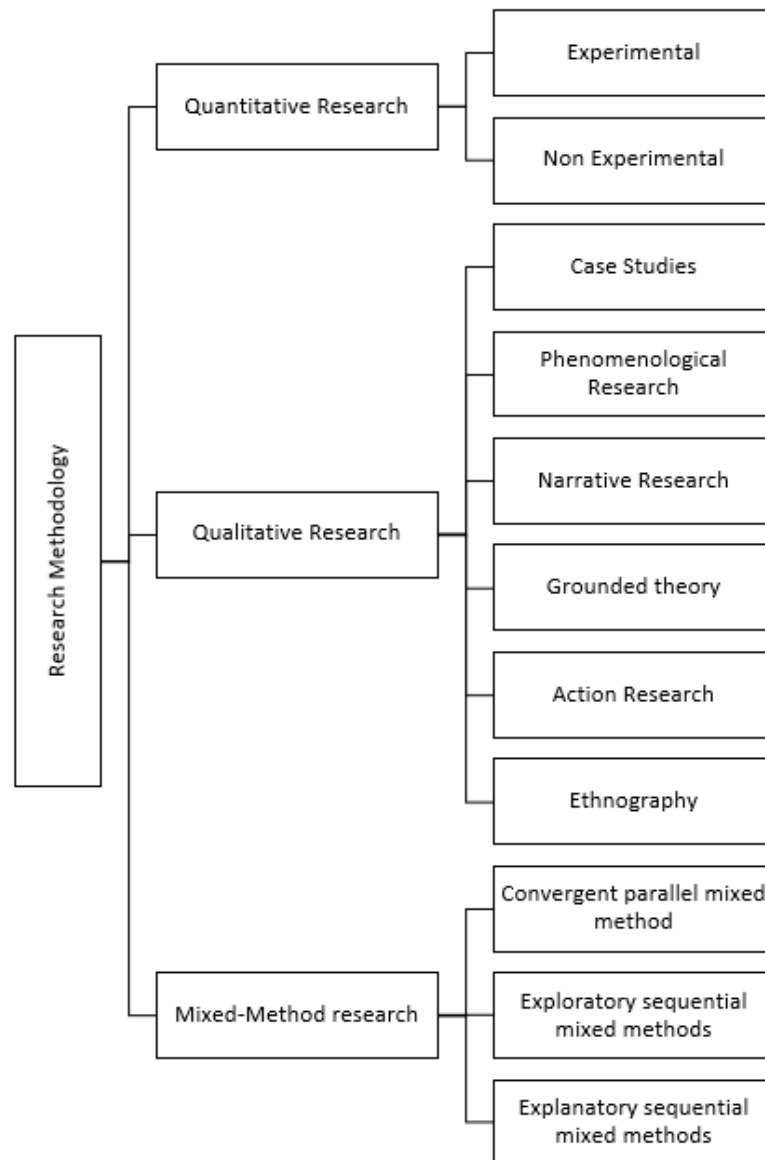 Research Methodology
Quantitative Research
Experimental
Non Experimental
Qualitative Research
Case Studies
Phenomenological
Research
Narrative Research
Grounded theory
Action Research
Ethnography
Mixed-Method research
Convergent parallel mixed
method
Exploratory sequential
mixed methods
Explanatory sequential
mixed methods